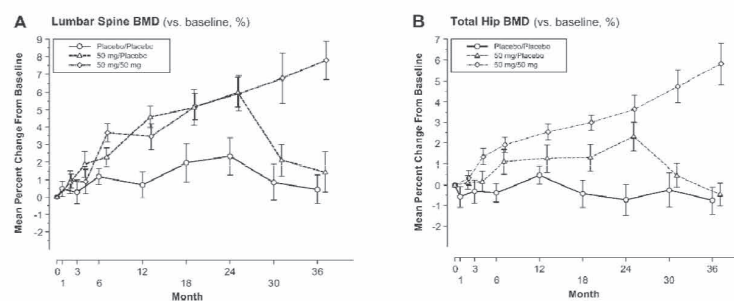 A Lumbar Spine BMD (vs. baseline, %)
Placebo/Placebo
50 mg/Placebo
50 mg/50 mg
Mean Percent Change From Baseline
9
8
7
6
5
4
3
2
1
0
-1
-2
0 3 12 18 24 30 36
1 6
Month
B Total Hip BMD (vs. baseline, %)
Placebo/Placebo
50 mg/Placebo
50 mg/50 mg
Mean Percent Change From Baseline
7
6
5
4
3
2
1
0
-1
-2
0 3 12 18 24 30 36
1 6
Month